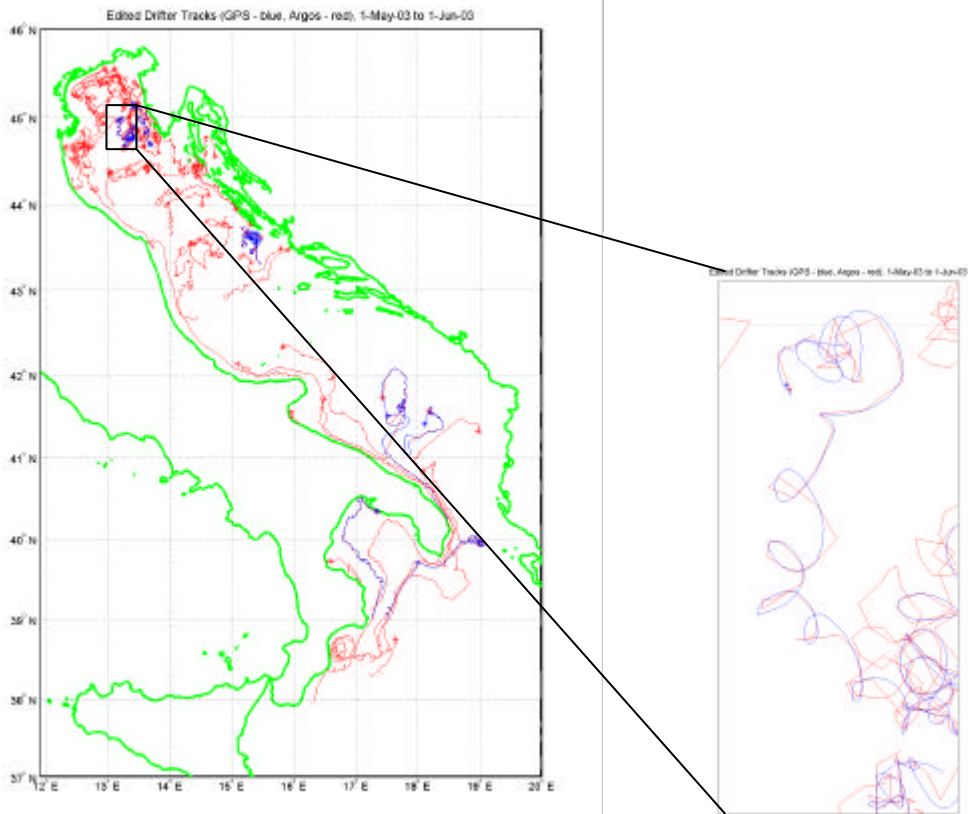 Edited Drifter Tracks (GPS - blue, Argos - red), 1-May-03 to 1-Jun-03
46° N
45° N
44° N
43° N
42° N
41° N
40° N
39° N
38° N
37° N
12° E 13° E 14° E 15° E 16° E 17° E 18° E 19° E 20° E
Edited Drifter Tracks (GPS - blue, Argos - red), 1-May-03 to 1-Jun-03